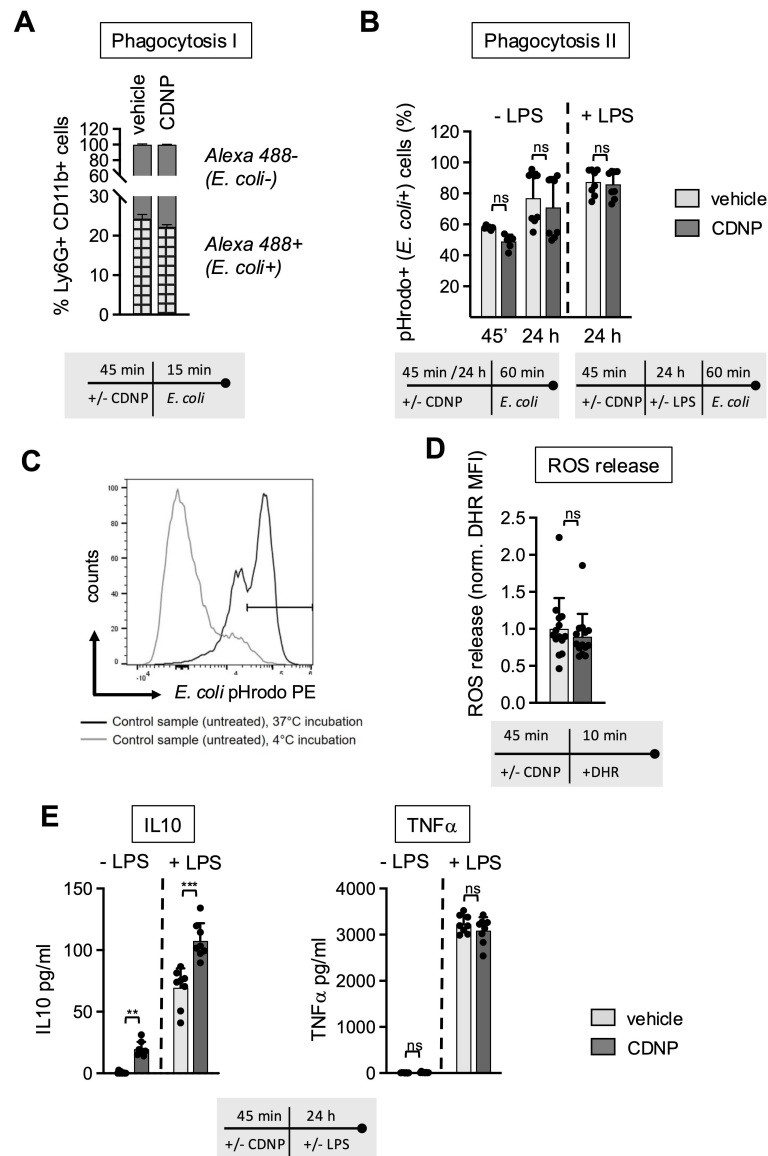 A
Phagocytosis I
vehicle
CDNP
120
100
80
60
30
20
10
0
% Ly6G+ CD11b+ cells
Alexa 488-
(E. coli-)
Alexa 488+
(E. coli+)
45 min
15 min
+/- CDNP
E. coli
B
Phagocytosis II
- LPS
+ LPS
pHrodo+ (E. coli+) cells (%)
120
100
80
60
40
20
ns
ns
ns
45'
24 h
24 h
vehicle
CDNP
45 min /24 h
60 min
+/- CDNP
E. coli
45 min
24 h
60 min
+/- CDNP
+/- LPS
E. coli
C
counts
100
80
60
40
20
0
E. coli pHrodo PE
Control sample (untreated), 37°C incubation
Control sample (untreated), 4°C incubation
D
ROS release
ROS release (norm. DHR MFI)
2.5
2.0
1.5
1.0
0.5
0.0
ns
45 min
10 min
+/- CDNP
+DHR
E
IL10
- LPS
+ LPS
IL10 pg/ml
150
100
50
0
**
***
TNFα
- LPS
+ LPS
TNFα pg/ml
4000
3000
2000
1000
0
ns
ns
vehicle
CDNP
45 min
24 h
+/- CDNP
+/- LPS